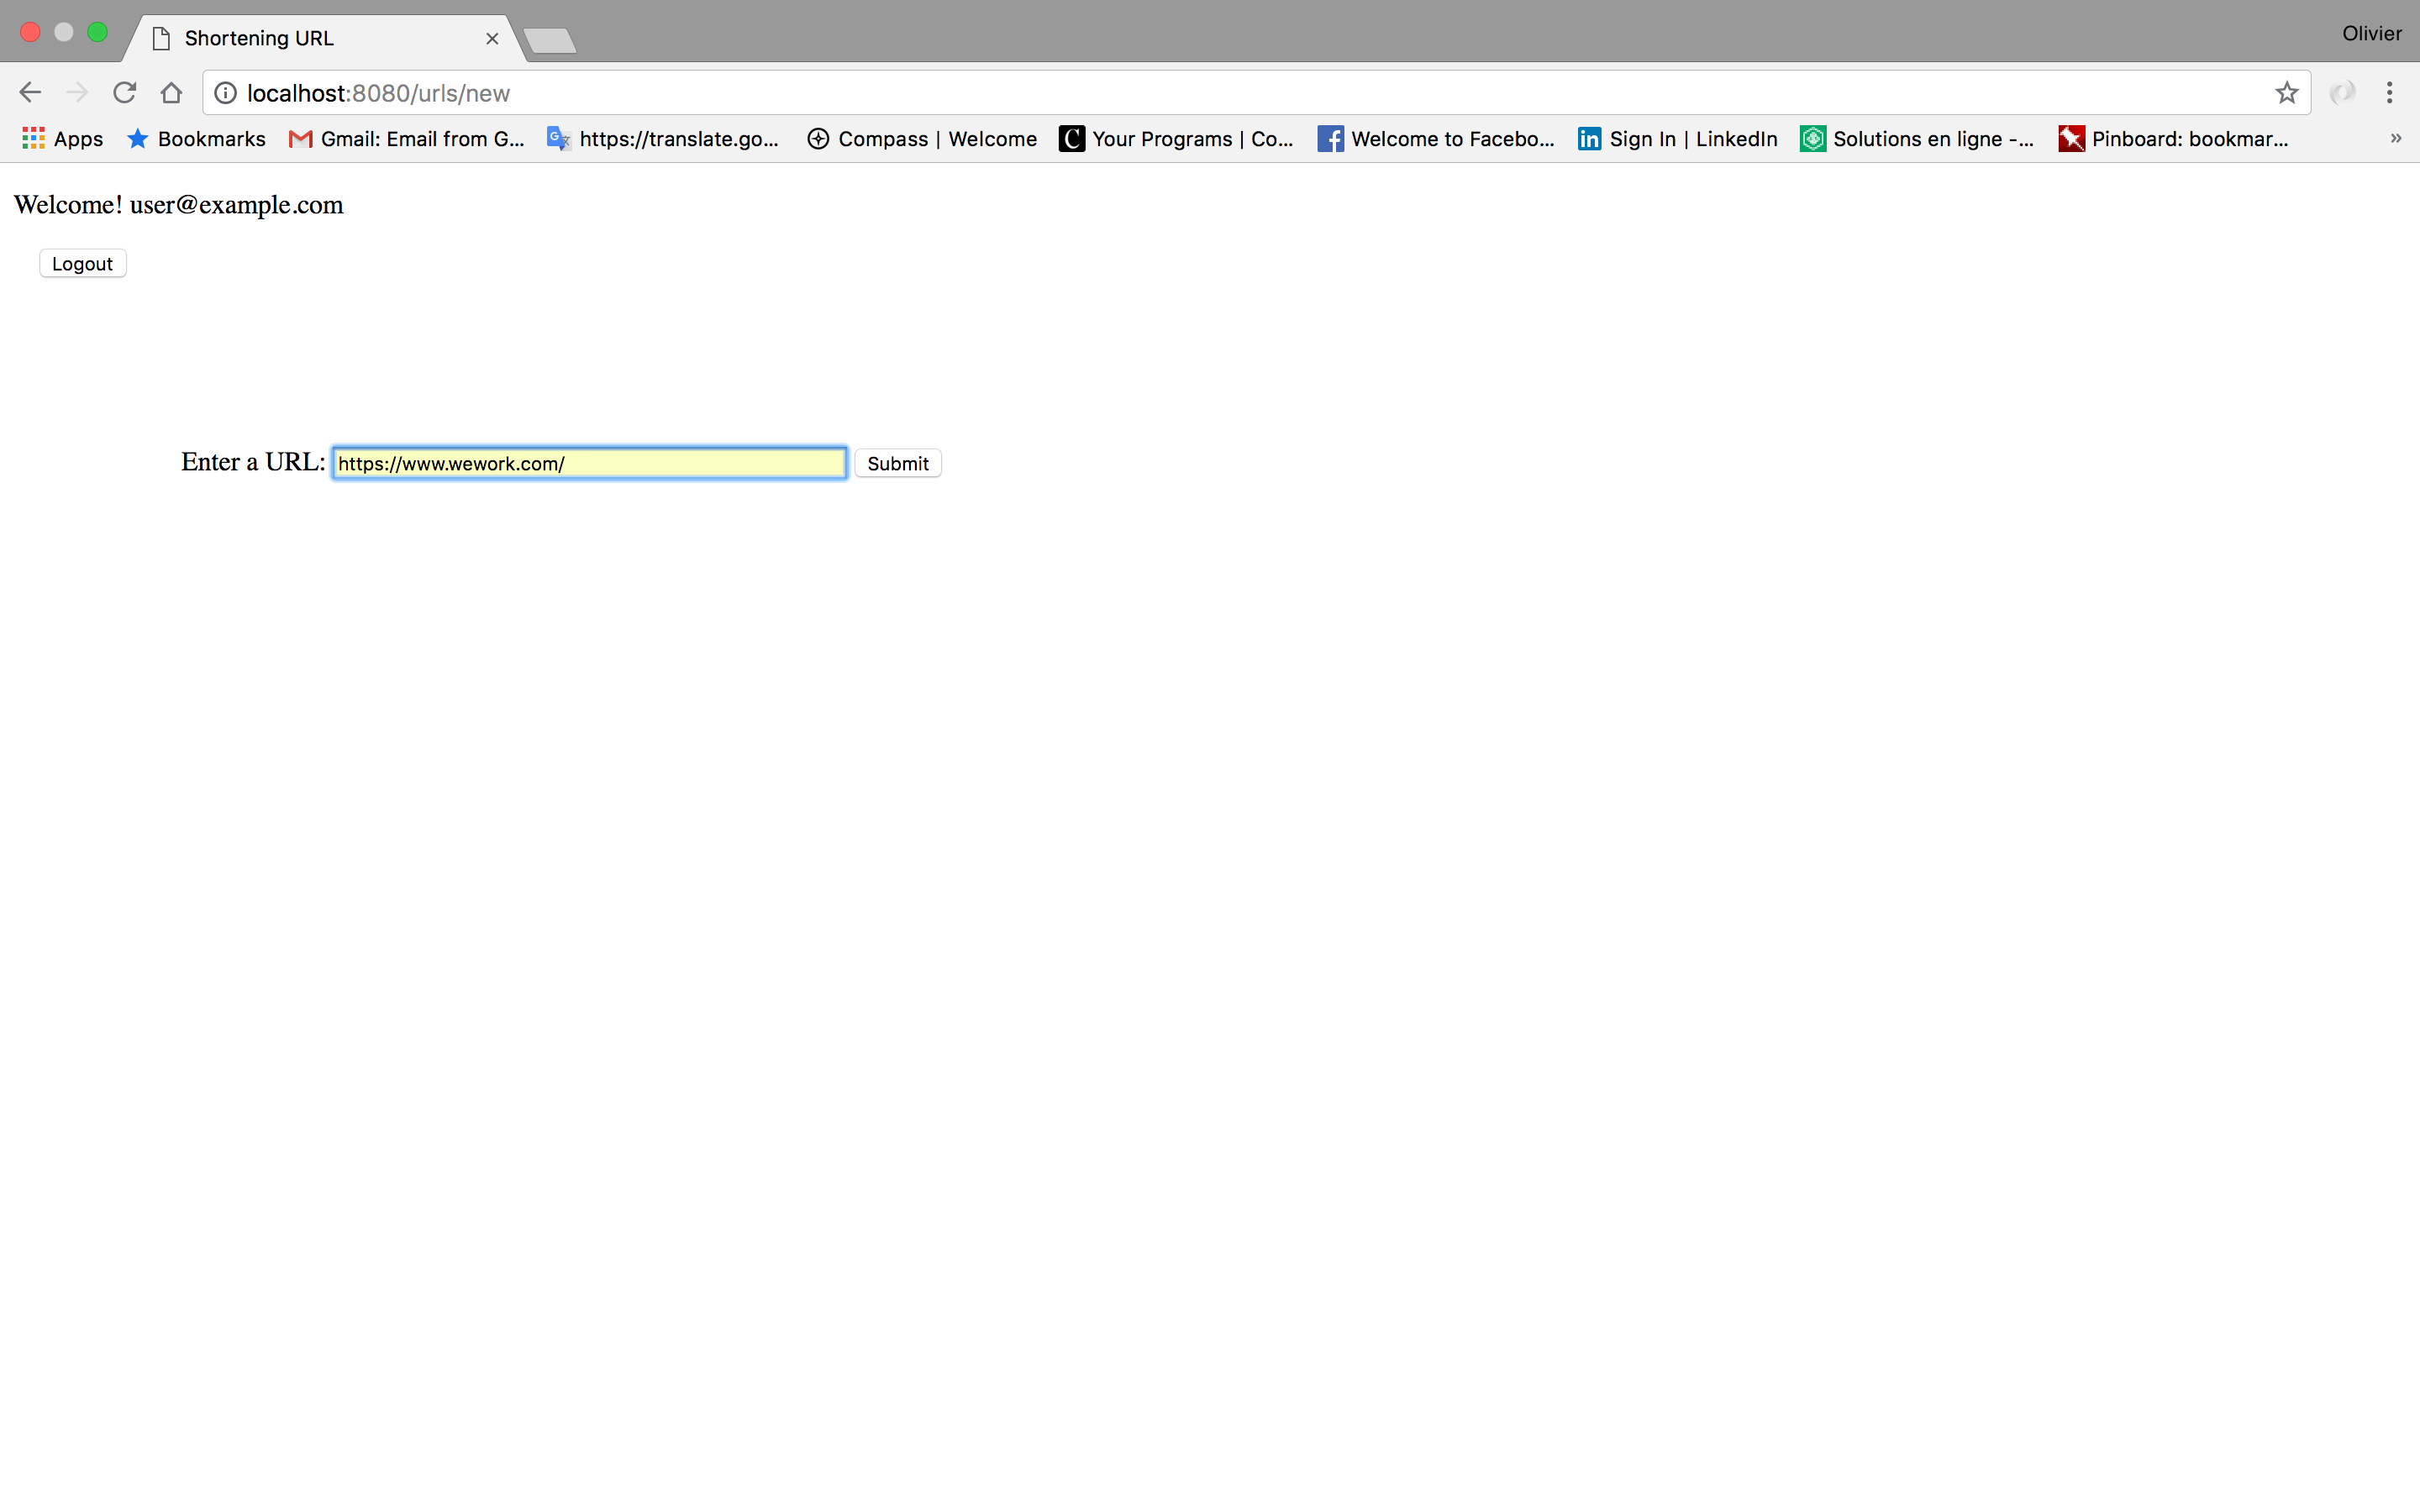 Shortening URL
Olivier
localhost:8080/urls/new
Apps Bookmarks Gmail: Email from G... https://translate.go... Compass | Welcome Your Programs | Co... Welcome to Facebo... Sign In | LinkedIn Solutions en ligne -... Pinboard: bookmar... »
Welcome! user@example.com
Logout
Enter a URL: https://www.wework.com/ Submit